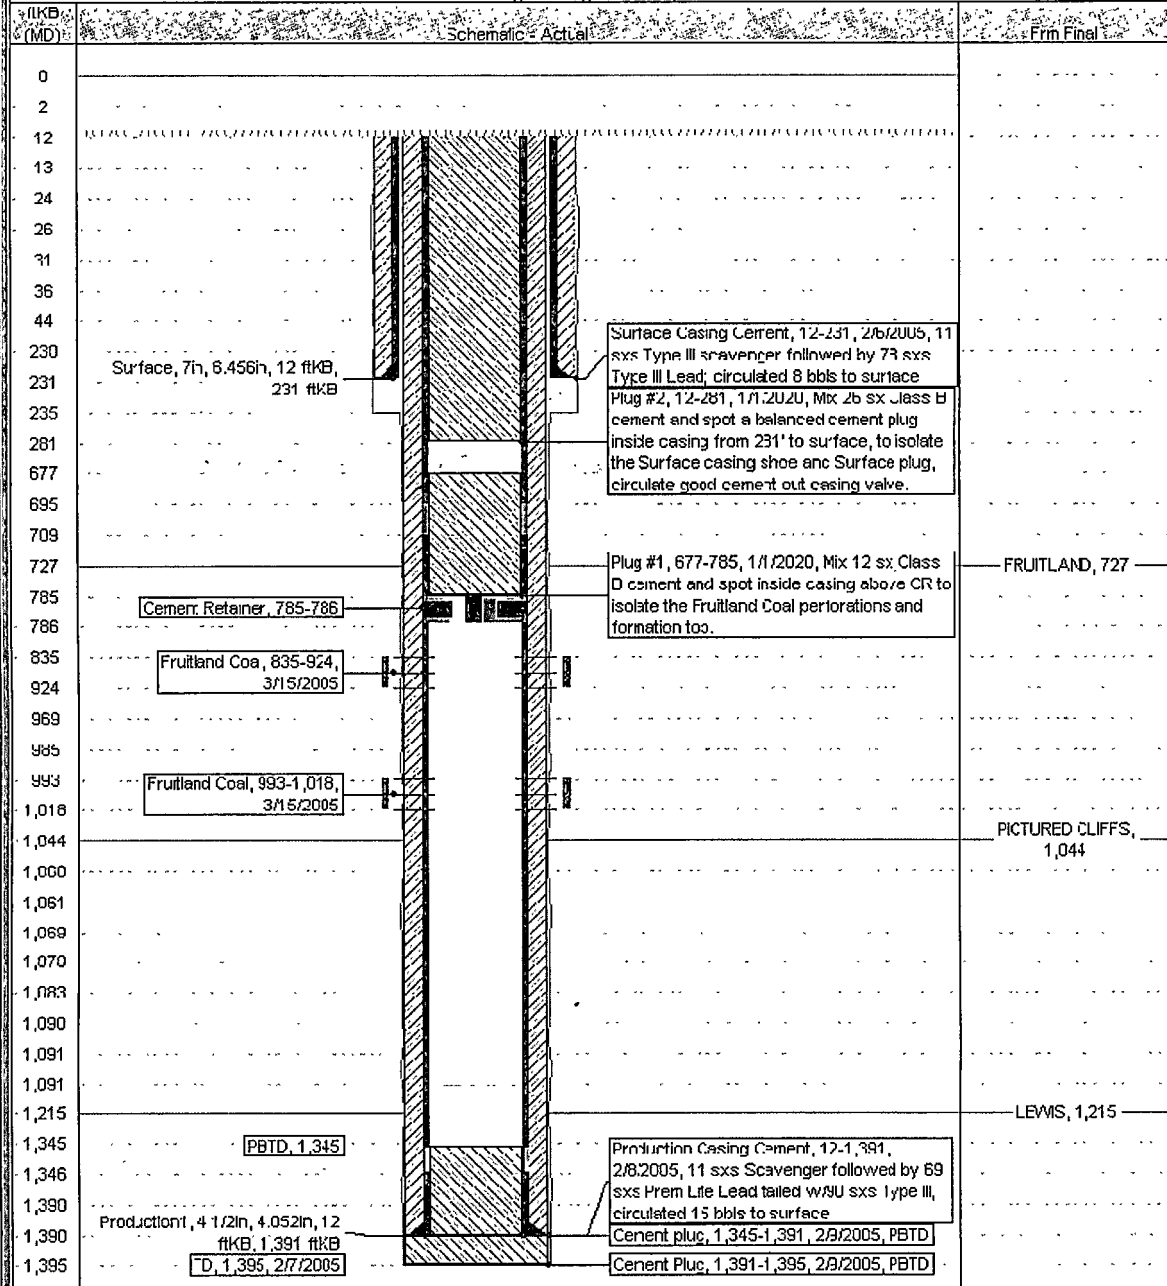 ftKB
(MD)
Schematic - Actual
Frm Final
0
2
12
13
24
26
31
36
44
230
231
235
281
677
695
709
727
785
786
835
924
969
985
993
1,018
1,044
1,060
1,061
1,069
1,070
1,083
1,090
1,091
1,091
1,215
1,345
1,346
1,390
1,390
1,395
Surface, 7in, 6.456in, 12 ftKB,
231 ftKB
Cement Retainer, 785-786
Fruitland Coa, 835-924,
3/15/2005
Fruitland Coal, 993-1,018,
3/15/2005
PBTD, 1,345
Production1, 4 1/2in, 4.052in, 12
ftKB, 1,391 ftKB
TD, 1,395, 2/7/2005
Surface Casing Cement, 12-231, 2/6/2005, 11
sxs Type III scavenger followed by 73 sxs
Type III Lead; circulated 8 bbls to surface
Plug #2, 12-281, 1/1/2020, Mix 26 sx Class B
cement and spot a balanced cement plug
inside casing from 231' to surface, to isolate
the Surface casing shoe and Surface plug,
circulate good cement out casing valve.
Plug #1, 677-785, 1/1/2020, Mix 12 sx Class
B cement and spot inside casing above CR to
isolate the Fruitland Coal perforations and
formation top.
Production Casing Cement, 12-1,391,
2/8/2005, 11 sxs Scavenger followed by 69
sxs Prem Lite Lead tailed w/90 sxs Type III,
circulated 15 bbls to surface
Cement plug, 1,345-1,391, 2/9/2005, PBTD
Cement Plug, 1,391-1,395, 2/9/2005, PBTD
FRUITLAND, 727
PICTURED CLIFFS,
1,044
LEWIS, 1,215